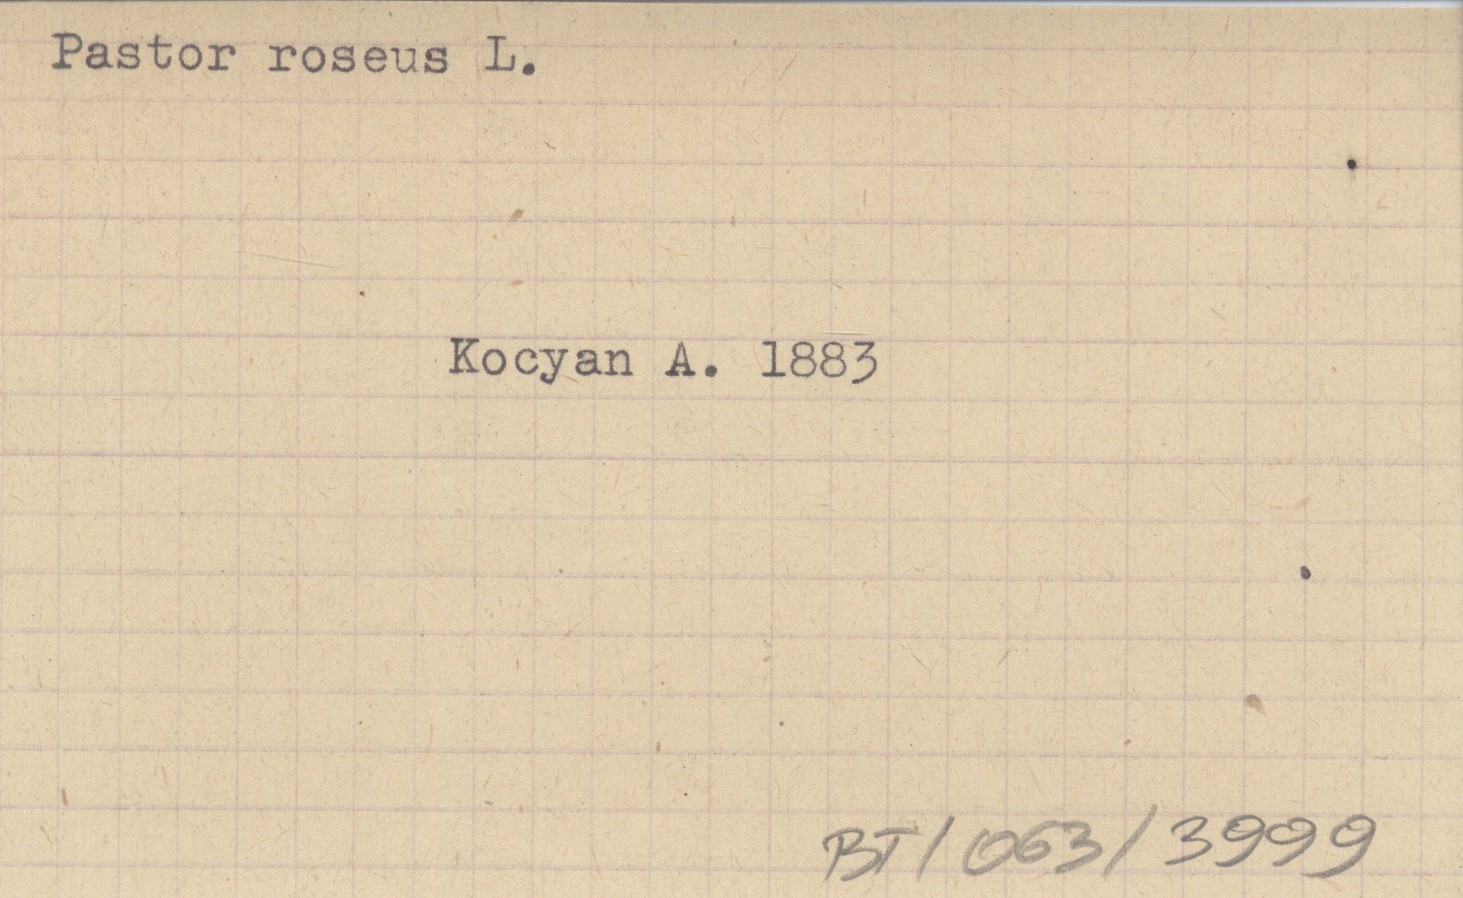 Pastor roseus L.
Kocyan A. 1883
BT/063/3999